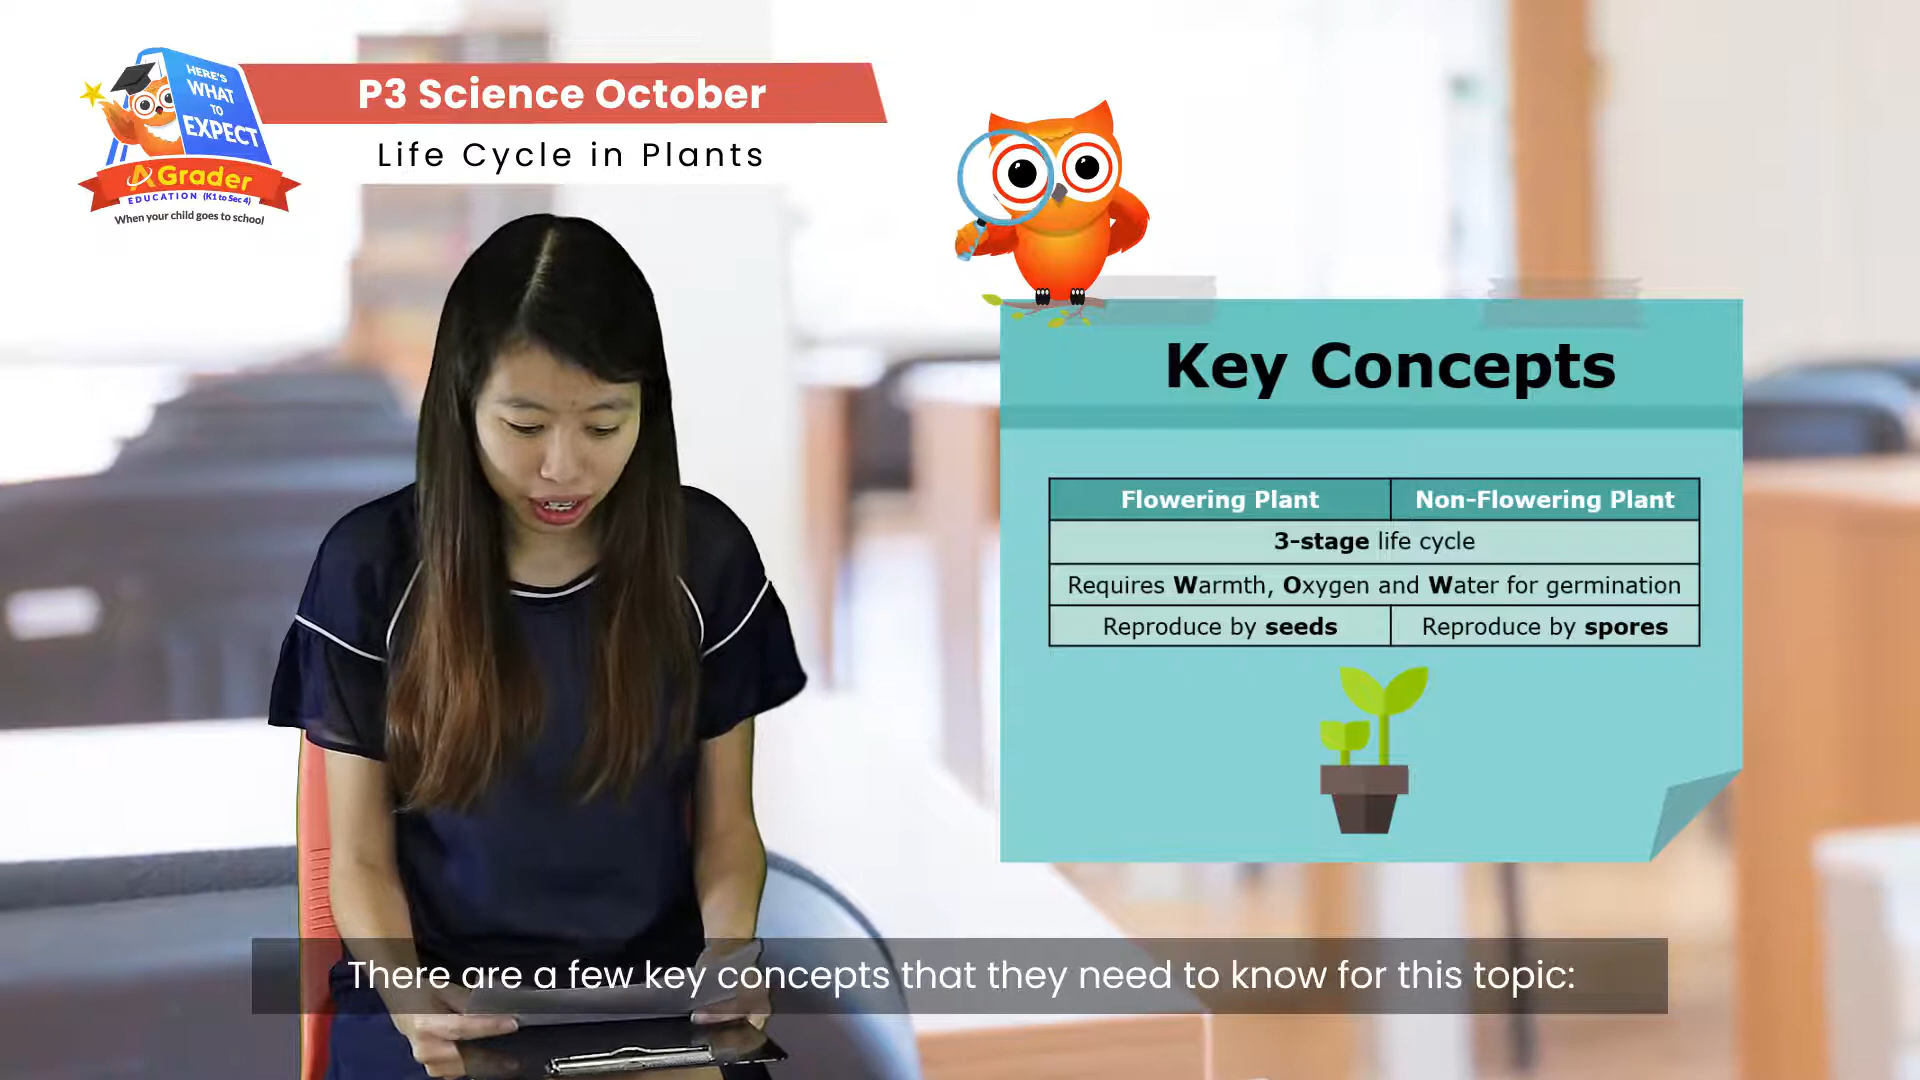 HERE'S
WHAT
TO
EXPECT
AGrader
EDUCATION (K1 to Sec 4)
When your child goes to school
P3 Science October
Life Cycle in Plants
Key Concepts
Flowering Plant Non-Flowering Plant
3-stage life cycle
Requires Warmth, Oxygen and Water for germination
Reproduce by seeds Reproduce by spores
There are a few key concepts that they need to know for this topic: